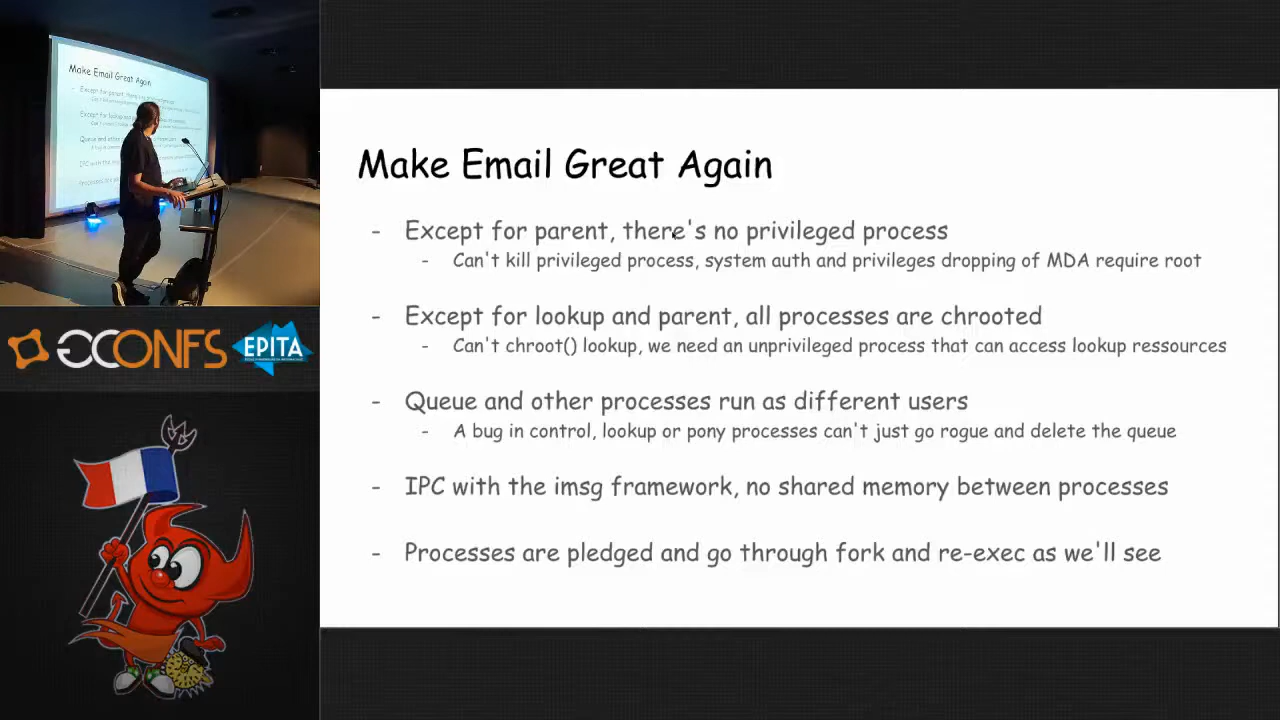 Make Email Great Again
- Except for parent, there's no privileged process
- Can't kill privileged process, system auth and privileges dropping of MDA require root
- Except for lookup and parent, all processes are chrooted
- Can't chroot() lookup, we need an unprivileged process that can access lookup ressources
- Queue and other processes run as different users
- A bug in control, lookup or pony processes can't just go rogue and delete the queue
- IPC with the imsg framework, no shared memory between processes
- Processes are pledged and go through fork and re-exec as we'll see
Make Email Great Again
GCONFS
EPITA